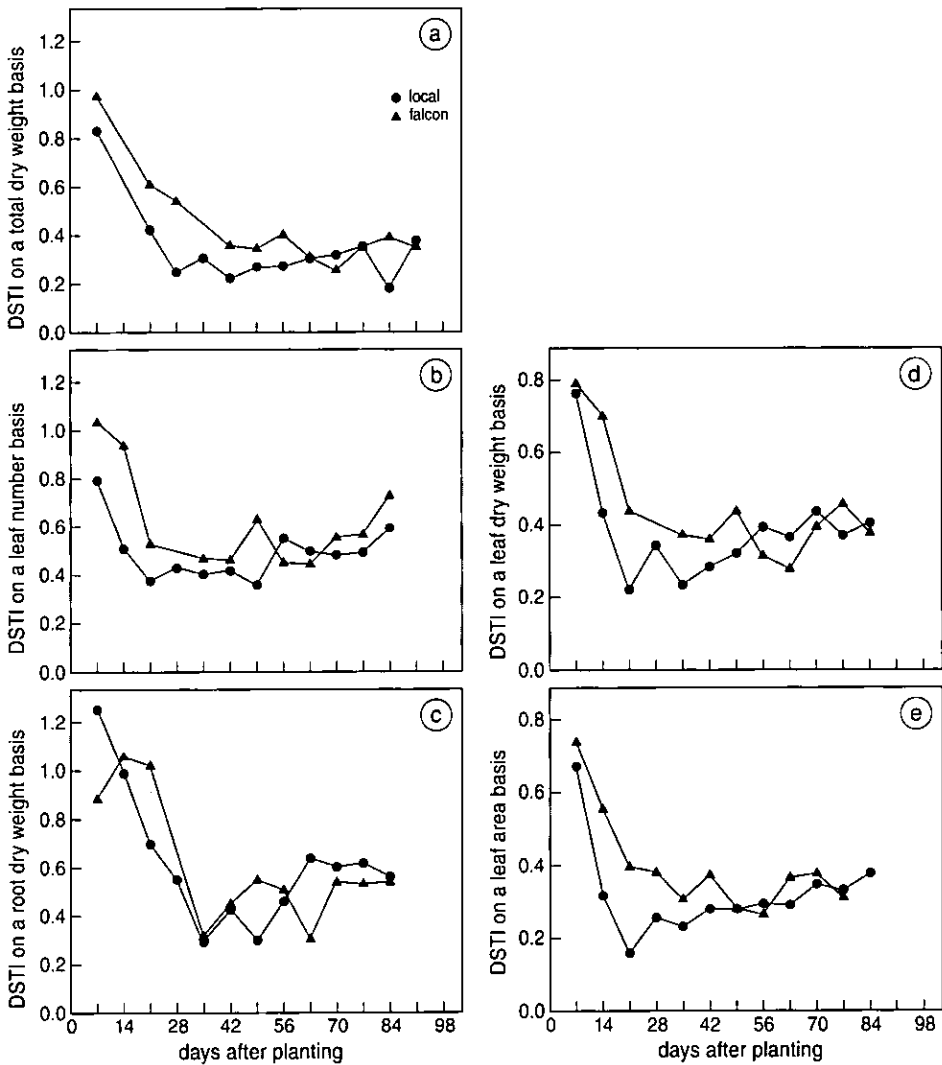 a
DSTI on a total dry weight basis
1.2
1.0
0.8
0.6
0.4
0.2
0.0
local
falcon
b
DSTI on a leaf number basis
1.2
1.0
0.8
0.6
0.4
0.2
0.0
c
DSTI on a root dry weight basis
1.2
1.0
0.8
0.6
0.4
0.2
0.0
0 14 28 42 56 70 84 98
days after planting
d
DSTI on a leaf dry weight basis
0.8
0.6
0.4
0.2
0.0
e
DSTI on a leaf area basis
0.8
0.6
0.4
0.2
0.0
0 14 28 42 56 70 84 98
days after planting